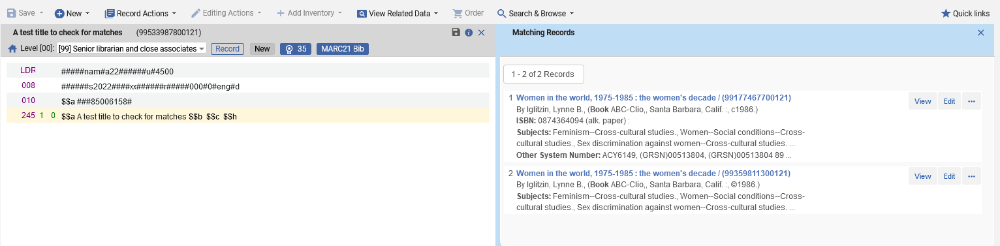 Save New Record Actions Editing Actions Add Inventory View Related Data Order Search & Browse Quick links
A test title to check for matches (99533987800121)
Level [00]: [99] Senior librarian and close associates Record New 35 MARC21 Bib
LDR #####nam#a22######u#4500
008 ######s2022####xx######r#####000#0#eng#d
010 $$a ###85006158#
245 1 0 $$a A test title to check for matches $$b $$c $$h
Matching Records
1 - 2 of 2 Records
1 Women in the world, 1975-1985 : the women's decade / (99177467700121)
View Edit ...
By Iglitzin, Lynne B., (Book ABC-Clio,, Santa Barbara, Calif. :, c1986.)
ISBN: 0874364094 (alk. paper) :
Subjects: Feminism--Cross-cultural studies., Women--Social conditions--Cross-
cultural studies., Sex discrimination against women--Cross-cultural studies. ...
Other System Number: ACY6149, (GRSN)00513804, (GRSN)00513804 89 ...
2 Women in the world, 1975-1985 : the women's decade / (99359811300121)
View Edit ...
By Iglitzin, Lynne B., (Book ABC-Clio,, Santa Barbara, Calif. :, ©1986.)
Subjects: Feminism--Cross-cultural studies., Women--Social conditions--Cross-
cultural studies., Sex discrimination against women--Cross-cultural studies. ...